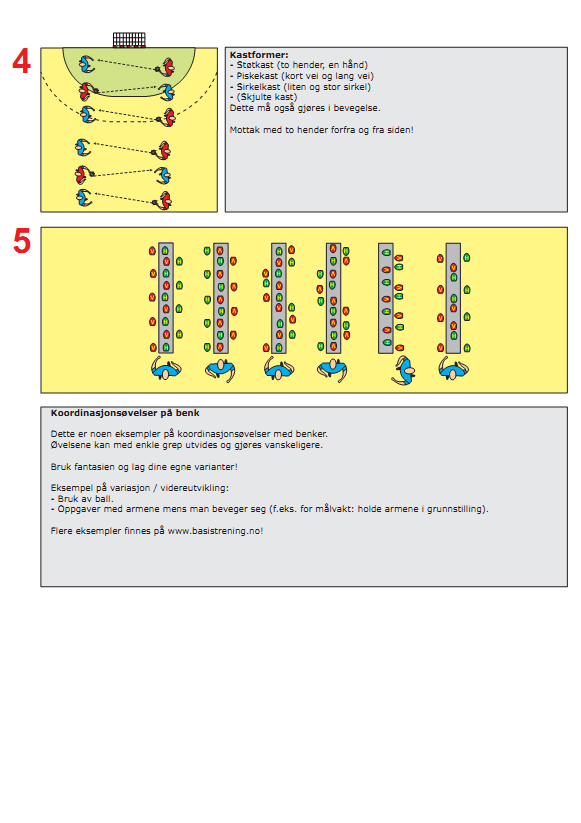 4
Kastformer:
- Støtkast (to hender, en hånd)
- Piskekast (kort vei og lang vei)
- Sirkelkast (liten og stor sirkel)
- (Skjulte kast)
Dette må også gjøres i bevegelse.
Mottak med to hender forfra og fra siden!
5
Koordinasjonsøvelser på benk
Dette er noen eksempler på koordinasjonsøvelser med benker.
Øvelsene kan med enkle grep utvides og gjøres vanskeligere.
Bruk fantasien og lag dine egne varianter!
Eksempel på variasjon / videreutvikling:
- Bruk av ball.
- Oppgaver med armene mens man beveger seg (f.eks. for målvakt: holde armene i grunnstilling).
Flere eksempler finnes på www.basistrening.no!